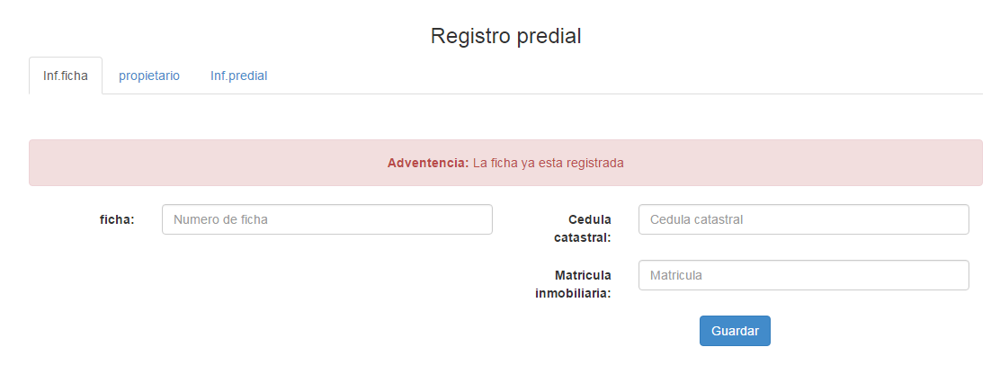 Registro predial
Inf.ficha propietario Inf.predial
Adventencia: La ficha ya esta registrada
ficha: Numero de ficha
Cedula catastral: Cedula catastral
Matricula inmobiliaria: Matricula
Guardar